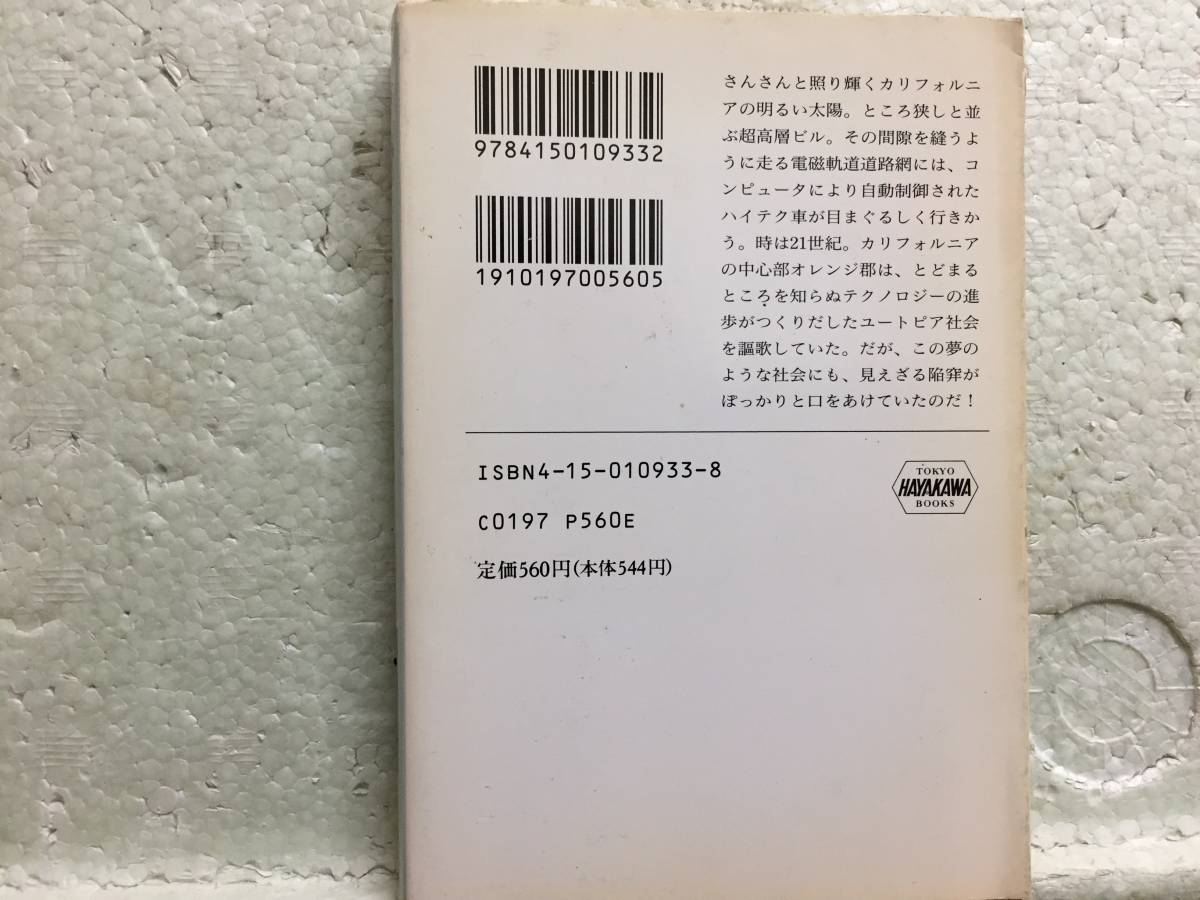 9784150109332
1910197005605
さんさんと照り輝くカリフォルニ
アの明るい太陽。ところ狭しと並
ぶ超高層ビル。その間隙を縫うよ
うに走る電磁軌道道路網には、コ
ンピュータにより自動制御された
ハイテク車が目まぐるしく行きか
う。時は21世紀。カリフォルニア
の中心部オレンジ郡は、とどまる
ところを知らぬテクノロジーの進
歩がつくりだしたユートピア社会
を謳歌していた。だが、この夢の
ような社会にも、見えざる陥穽が
ぽっかりと口をあけていたのだ！
ISBN4-15-010933-8
C0197 P560E
定価560円(本体544円)
TOKYO
HAYAKAWA
BOOKS